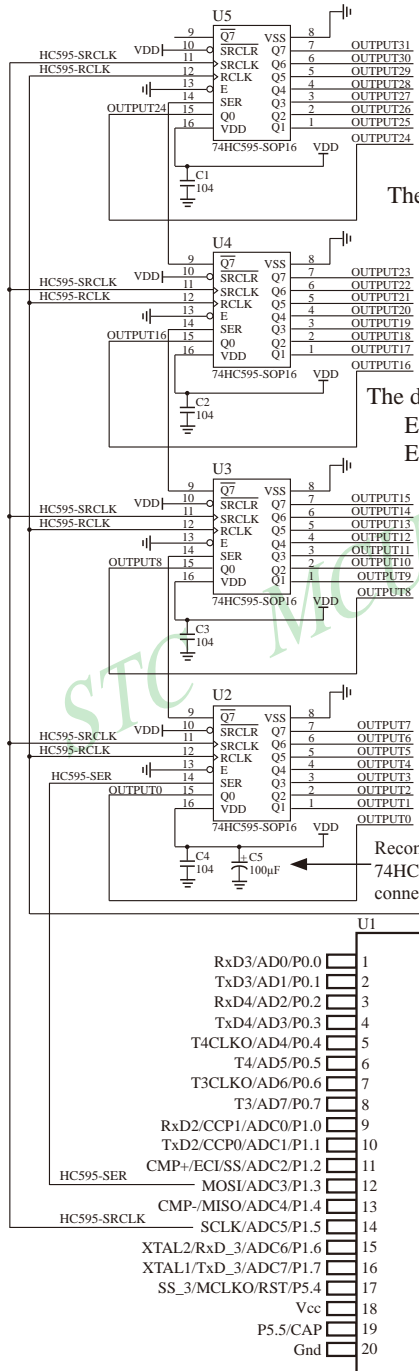 U5
9 Q7 VSS 8
VDD 10 SRCLR Q7 7 OUTPUT31
HC595-SRCLK 11 SRCLK Q6 6 OUTPUT30
HC595-RCLK 12 RCLK Q5 5 OUTPUT29
13 E Q4 4 OUTPUT28
14 SER Q3 3 OUTPUT27
OUTPUT24 15 Q0 Q2 2 OUTPUT26
16 VDD Q1 1 OUTPUT25
OUTPUT24
74HC595-SOP16 VDD
C1
104
The
U4
9 Q7 VSS 8
VDD 10 SRCLR Q7 7 OUTPUT23
HC595-SRCLK 11 SRCLK Q6 6 OUTPUT22
HC595-RCLK 12 RCLK Q5 5 OUTPUT21
13 E Q4 4 OUTPUT20
14 SER Q3 3 OUTPUT19
OUTPUT16 15 Q0 Q2 2 OUTPUT18
16 VDD Q1 1 OUTPUT17
OUTPUT16
74HC595-SOP16 VDD
C2
104
The d
E
E
U3
9 Q7 VSS 8
VDD 10 SRCLR Q7 7 OUTPUT15
HC595-SRCLK 11 SRCLK Q6 6 OUTPUT14
HC595-RCLK 12 RCLK Q5 5 OUTPUT13
13 E Q4 4 OUTPUT12
14 SER Q3 3 OUTPUT11
OUTPUT8 15 Q0 Q2 2 OUTPUT10
16 VDD Q1 1 OUTPUT9
OUTPUT8
74HC595-SOP16 VDD
C3
104
STC MCU
U2
9 Q7 VSS 8
VDD 10 SRCLR Q7 7 OUTPUT7
HC595-SRCLK 11 SRCLK Q6 6 OUTPUT6
HC595-RCLK 12 RCLK Q5 5 OUTPUT5
13 E Q4 4 OUTPUT4
HC595-SER 14 SER Q3 3 OUTPUT3
OUTPUT0 15 Q0 Q2 2 OUTPUT2
16 VDD Q1 1 OUTPUT1
OUTPUT0
74HC595-SOP16 VDD
C4
104
+ C5
100μF
Recon
74HC
connec
U1
RxD3/AD0/P0.0 1
TxD3/AD1/P0.1 2
RxD4/AD2/P0.2 3
TxD4/AD3/P0.3 4
T4CLKO/AD4/P0.4 5
T4/AD5/P0.5 6
T3CLKO/AD6/P0.6 7
T3/AD7/P0.7 8
RxD2/CCP1/ADC0/P1.0 9
TxD2/CCP0/ADC1/P1.1 10
CMP+/ECI/SS/ADC2/P1.2 11
HC595-SER MOSI/ADC3/P1.3 12
CMP-/MISO/ADC4/P1.4 13
HC595-SRCLK SCLK/ADC5/P1.5 14
XTAL2/RxD_3/ADC6/P1.6 15
XTAL1/TxD_3/ADC7/P1.7 16
SS_3/MCLKO/RST/P5.4 17
Vcc 18
P5.5/CAP 19
Gnd 20